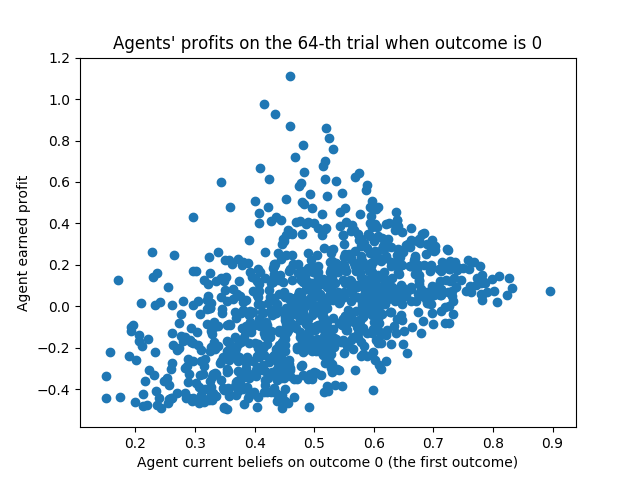 Agents' profits on the 64-th trial when outcome is 0
Agent earned profit
1.2
1.0
0.8
0.6
0.4
0.2
0.0
−0.2
−0.4
0.2 0.3 0.4 0.5 0.6 0.7 0.8 0.9
Agent current beliefs on outcome 0 (the first outcome)